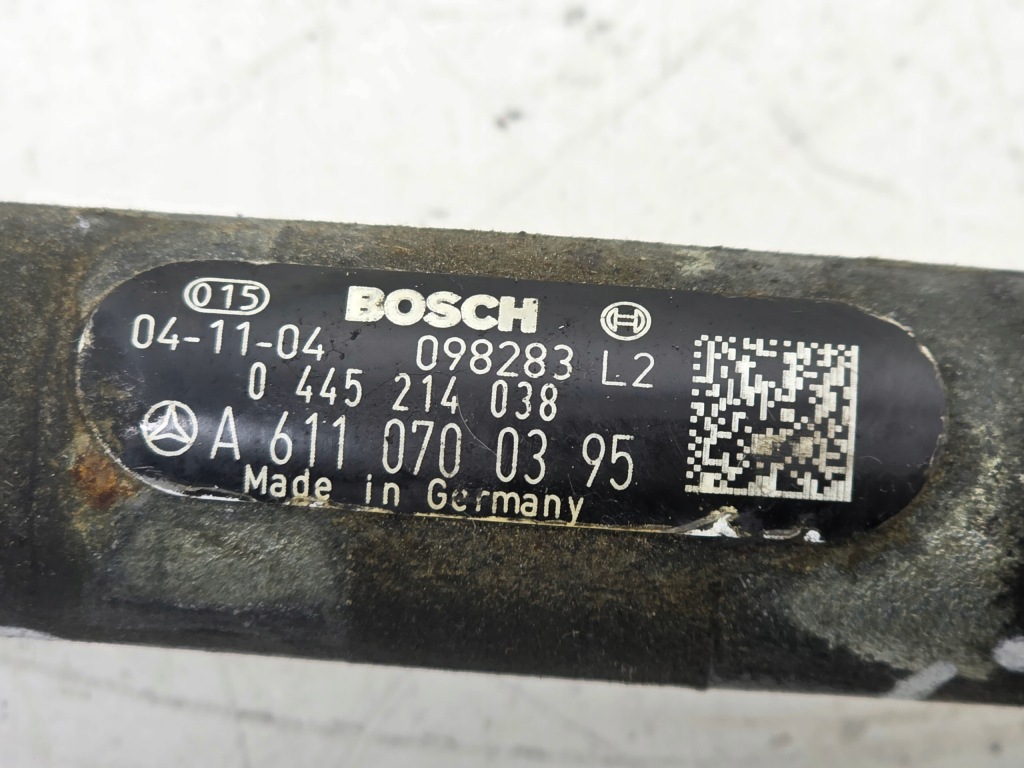 015 BOSCH
04-11-04 098283 L2
0 445 214 038
A 611 070 03 95
Made in Germany